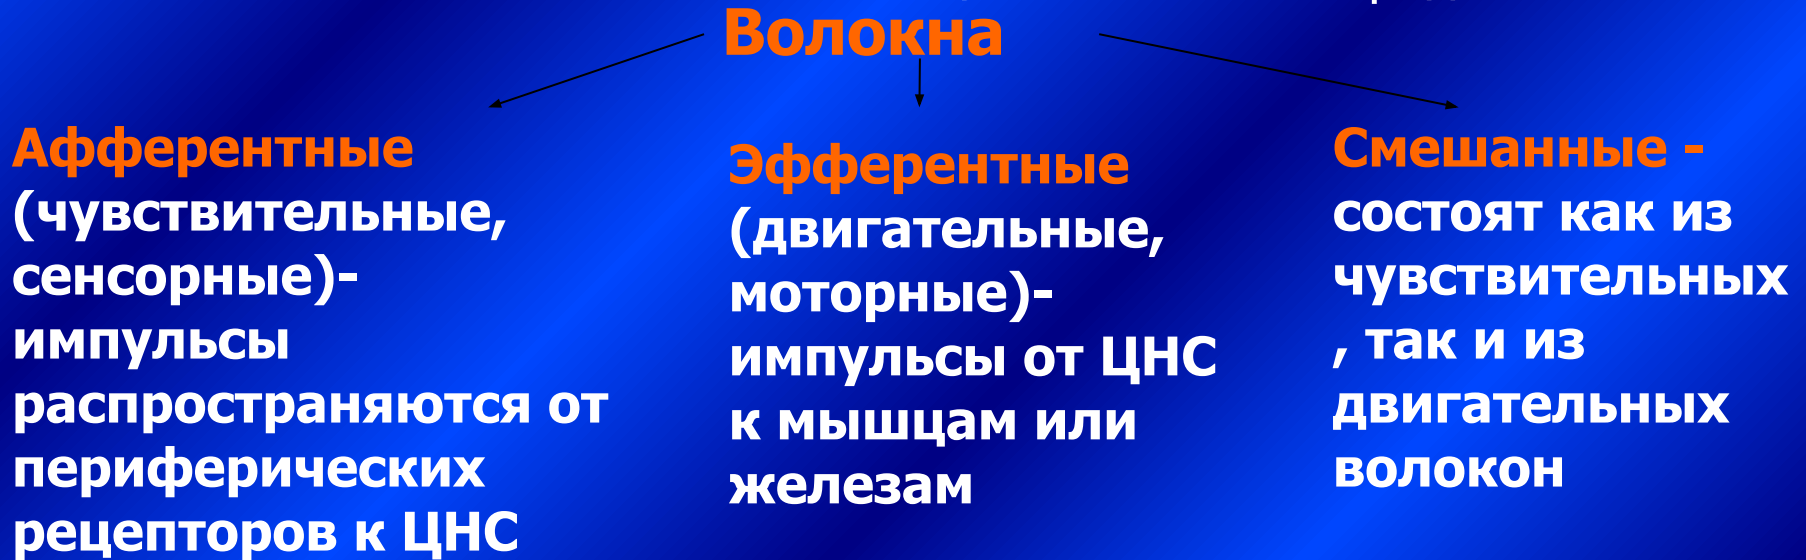 Волокна
Афферентные
(чувствительные,
сенсорные)-
импульсы
распространяются от
периферических
рецепторов к ЦНС
Эфферентные
(двигательные,
моторные)-
импульсы от ЦНС
к мышцам или
железам
Смешанные -
состоят как из
чувствительных
, так и из
двигательных
волокон